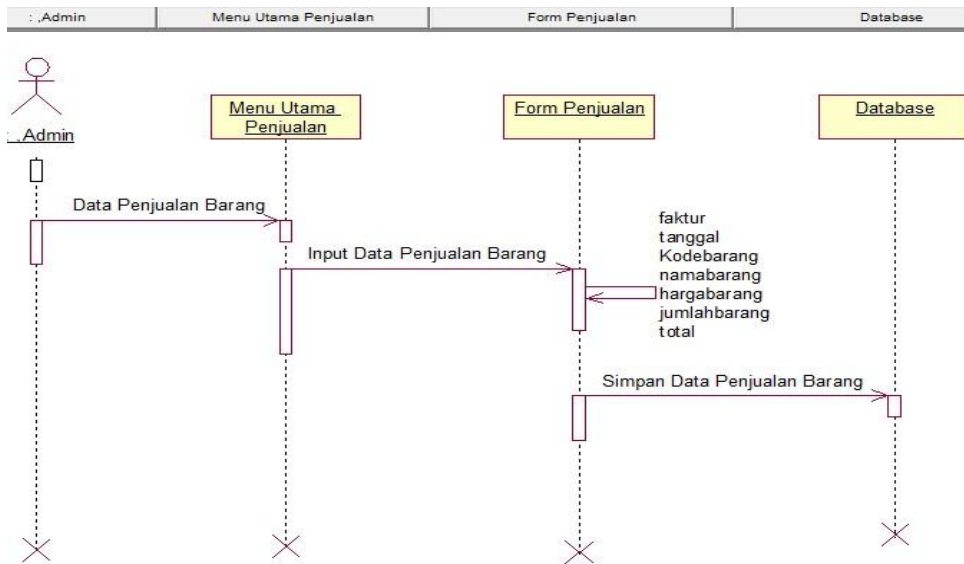 : ,Admin
Menu Utama Penjualan
Form Penjualan
Database
: ,Admin
Menu Utama
Penjualan
Form Penjualan
Database
Data Penjualan Barang
Input Data Penjualan Barang
faktur
tanggal
Kodebarang
namabarang
hargabarang
jumlahbarang
total
Simpan Data Penjualan Barang